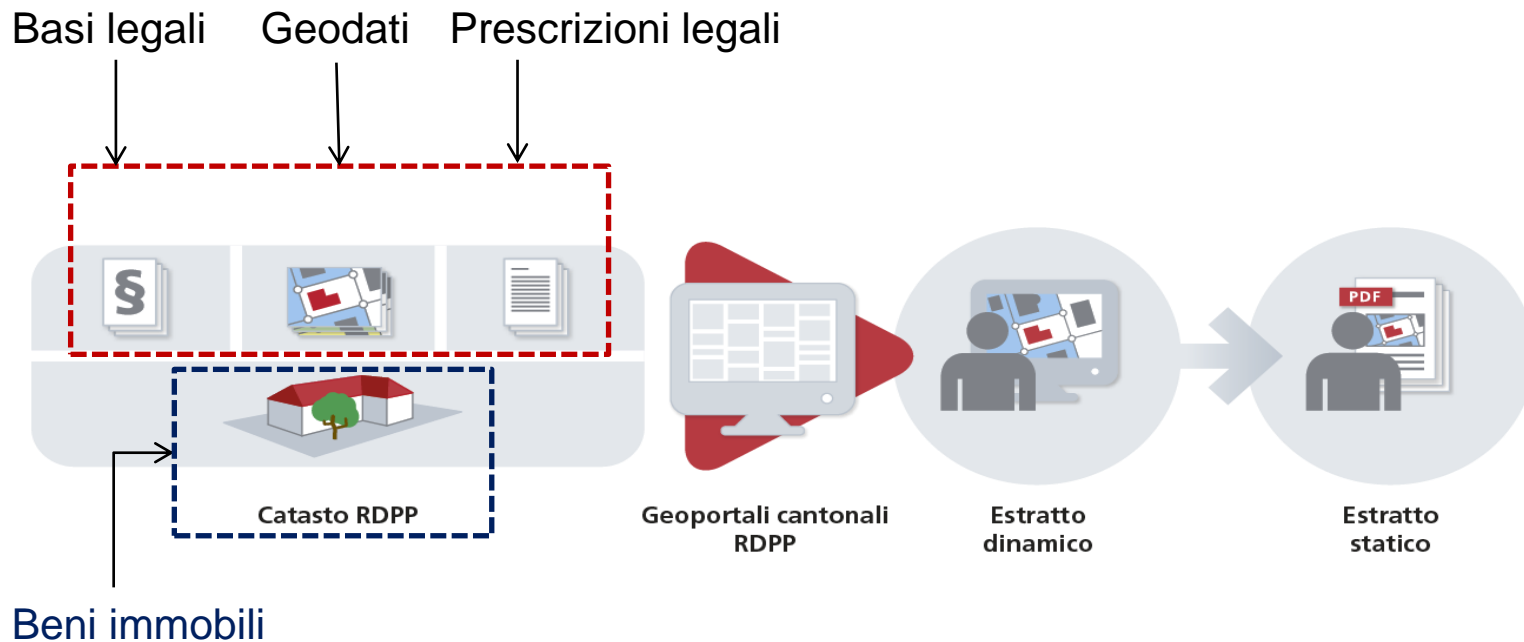 Basi legali
Geodati
Prescrizioni legali
§
PDF
Catasto RDPP
Geoportali cantonali
RDPP
Estratto
dinamico
Estratto
statico
Beni immobili